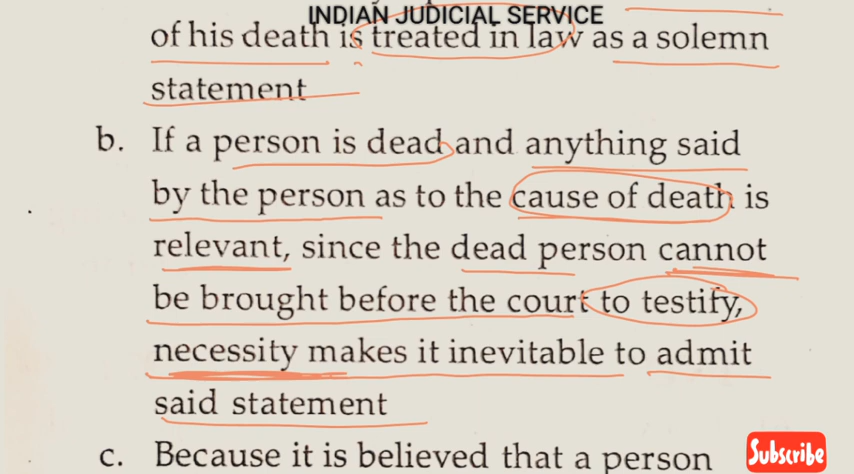 INDIAN JUDICIAL SERVICE
of his death is treated in law as a solemn
statement
b. If a person is dead and anything said
by the person as to the cause of death is
relevant, since the dead person cannot
be brought before the court to testify,
necessity makes it inevitable to admit
said statement
c. Because it is believed that a person
Subscribe